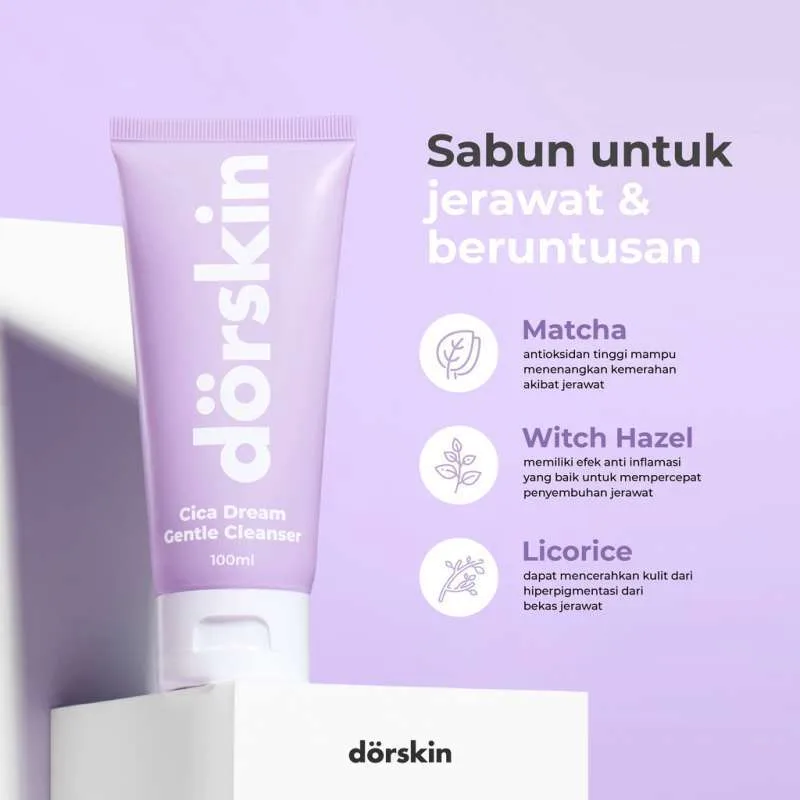 dörskin
Cica Dream
Gentle Cleanser
100ml
Sabun untuk
jerawat &
beruntusan
Matcha
antioksidan tinggi mampu
menenangkan kemerahan
akibat jerawat
Witch Hazel
memiliki efek anti inflamasi
yang baik untuk mempercepat
penyembuhan jerawat
Licorice
dapat mencerahkan kulit dari
hiperpigmentasi dari
bekas jerawat
dörskin